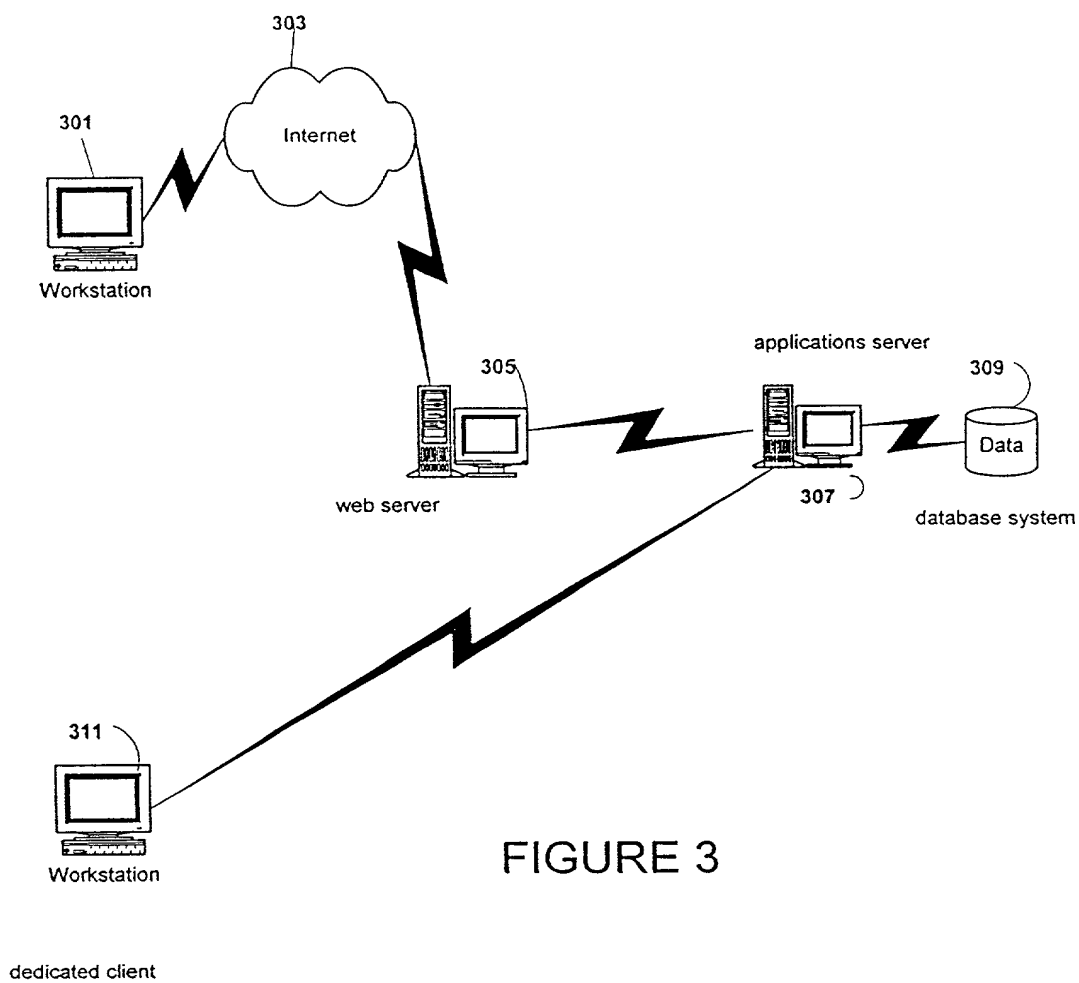 303
301
Internet
Workstation
applications server
305
309
Data
307
web server
database system
311
Workstation
FIGURE 3
dedicated client